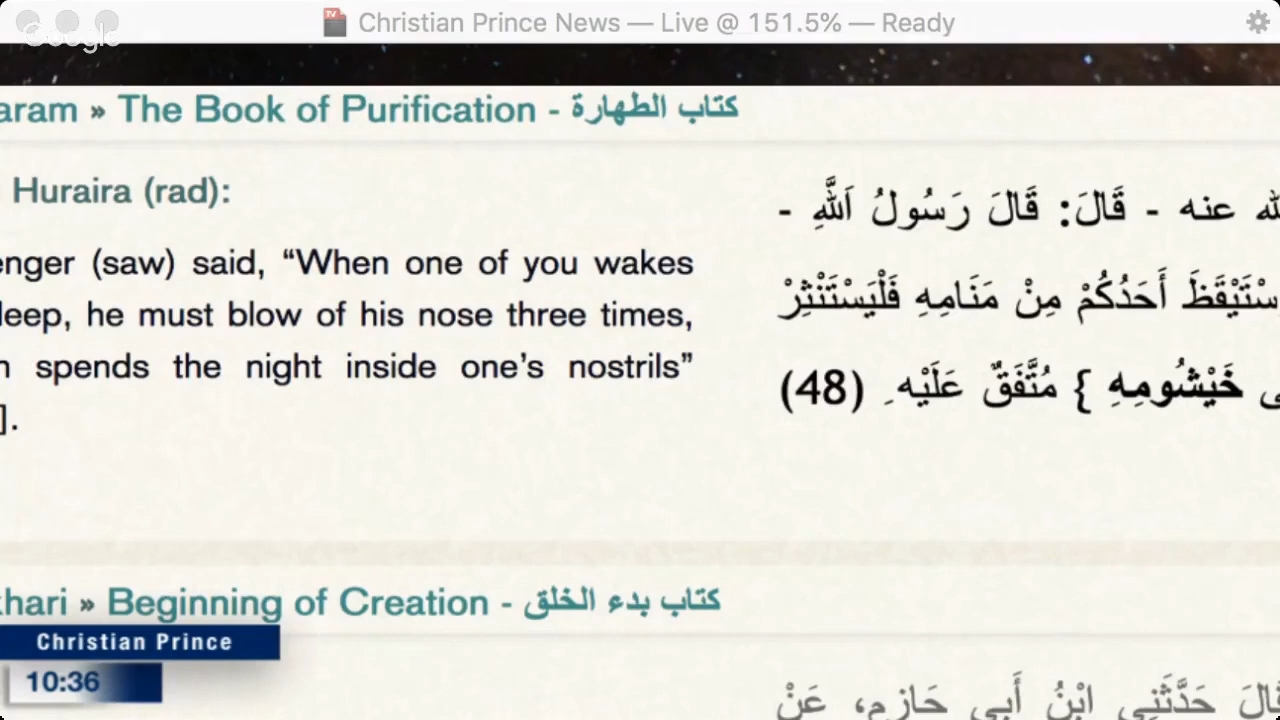 Christian Prince News — Live @ 151.5% — Ready
Google
aram » The Book of Purification - كتاب الطهارة
Huraira (rad):
enger (saw) said, “When one of you wakes
leep, he must blow of his nose three times,
n spends the night inside one’s nostrils”
].
لله عنه - قَالَ: قَالَ رَسُولُ اَللَّهِ -
سْتَيْقَظَ أَحَدُكُمْ مِنْ مَنَامِهِ فَلْيَسْتَنْثِرْ
ى خَيْشُومِهِ } مُتَّفَقٌ عَلَيْه ِ (48)
khari » Beginning of Creation - كتاب بدء الخلق
قَالَ حَدَّثَنِي ابْنُ أَبِي حَازِمٍ، عَنْ
Christian Prince
10:36